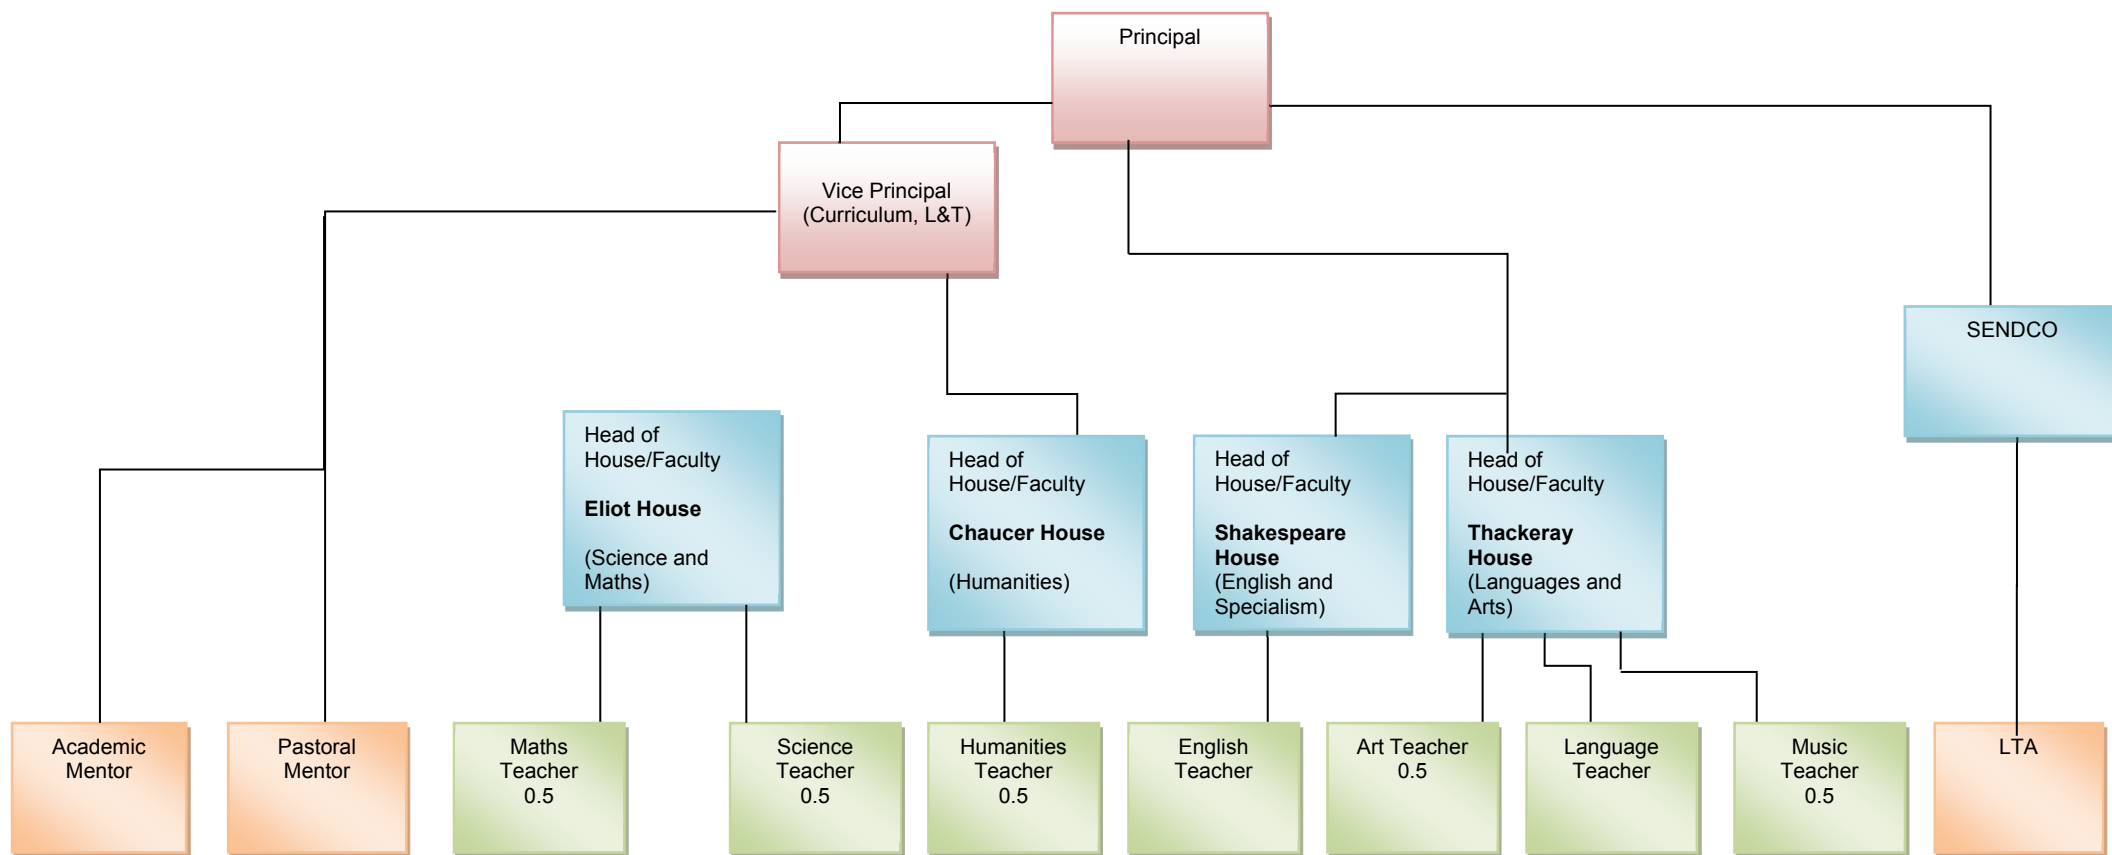 Principal
Vice Principal
(Curriculum, L&T)
SENDCO
Head of
House/Faculty
Eliot House
(Science and
Maths)
Head of
House/Faculty
Chaucer House
(Humanities)
Head of
House/Faculty
Shakespeare
House
(English and
Specialism)
Head of
House/Faculty
Thackeray
House
(Languages and
Arts)
Academic
Mentor
Pastoral
Mentor
Maths
Teacher
0.5
Science
Teacher
0.5
Humanities
Teacher
0.5
English
Teacher
Art Teacher
0.5
Language
Teacher
Music
Teacher
0.5
LTA